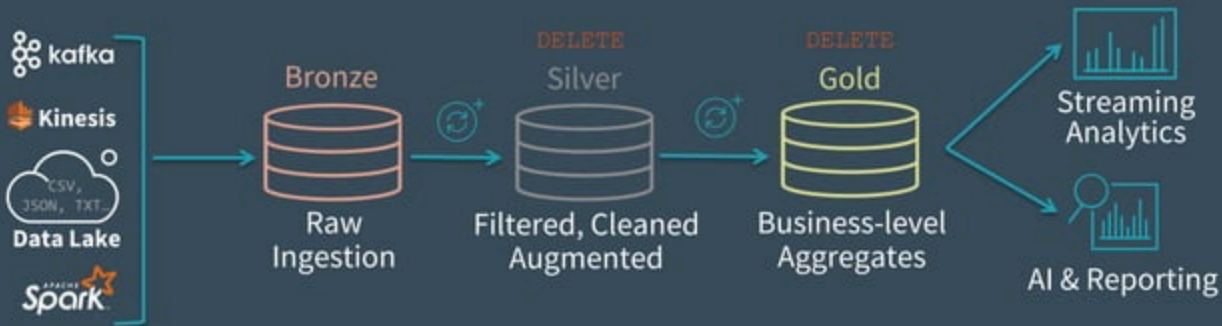 kafka
Kinesis
CSV,
JSON, TXT...
Data Lake
APACHE
Spark
Bronze
Raw
Ingestion
DELETE
Silver
Filtered, Cleaned
Augmented
DELETE
Gold
Business-level
Aggregates
Streaming
Analytics
AI & Reporting